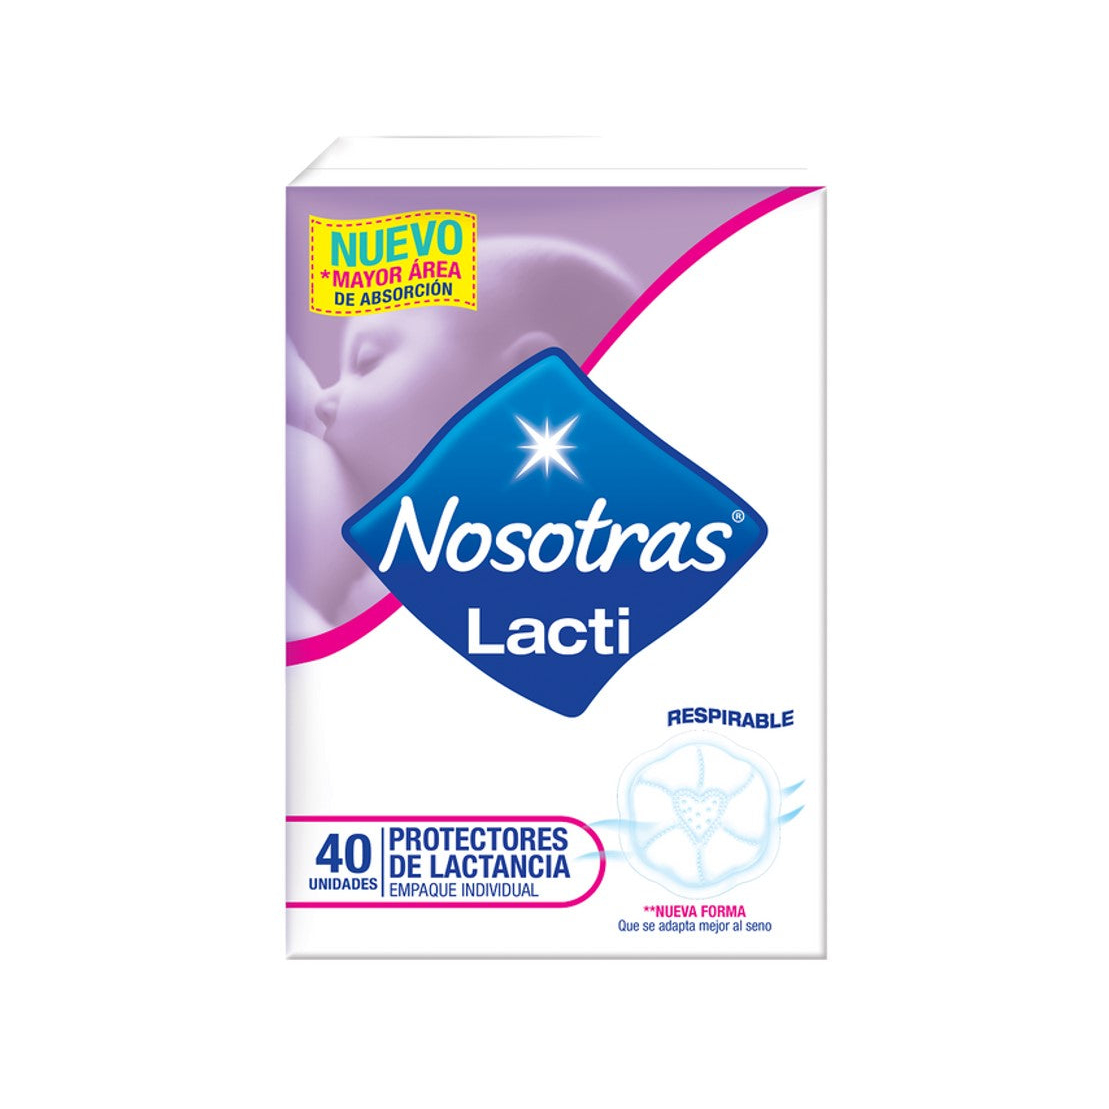 NUEVO
*MAYOR ÁREA
DE ABSORCIÓN
Nosotras®
Lacti
RESPIRABLE
40
UNIDADES
PROTECTORES
DE LACTANCIA
EMPAQUE INDIVIDUAL
**NUEVA FORMA
Que se adapta mejor al seno